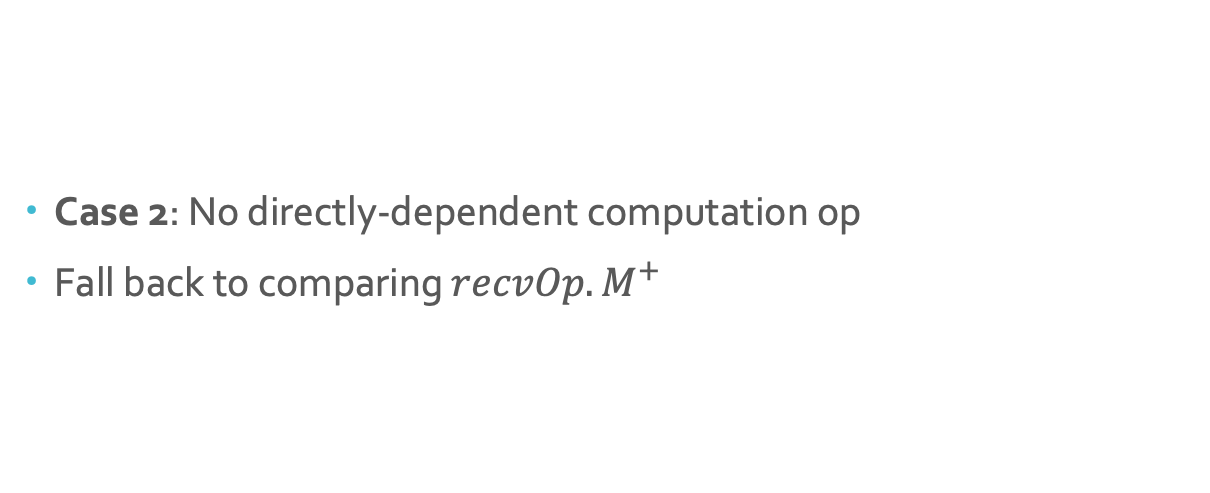 • Case 2: No directly-dependent computation op
• Fall back to comparing recvOp. M⁺